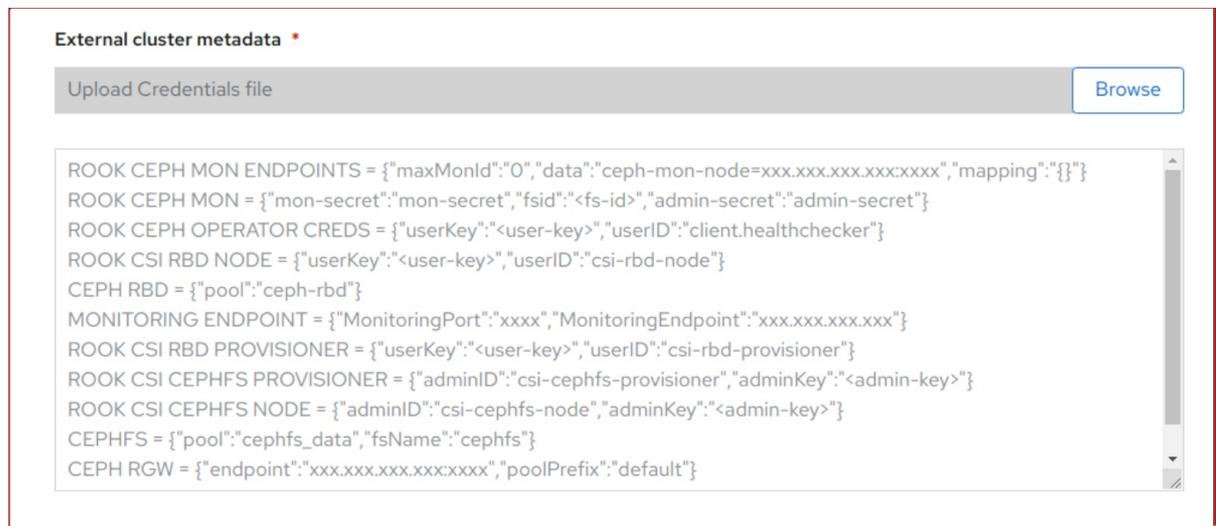 External cluster metadata *
Upload Credentials file Browse
ROOK CEPH MON ENDPOINTS = {"maxMonId":"0","data":"ceph-mon-node=xxx.xxx.xxx.xxx:xxxx","mapping":"{}"}
ROOK CEPH MON = {"mon-secret":"mon-secret","fsid":"<fs-id>","admin-secret":"admin-secret"}
ROOK CEPH OPERATOR CREDS = {"userKey":"<user-key>","userID":"client.healthchecker"}
ROOK CSI RBD NODE = {"userKey":"<user-key>","userID":"csi-rbd-node"}
CEPH RBD = {"pool":"ceph-rbd"}
MONITORING ENDPOINT = {"MonitoringPort":"xxxx","MonitoringEndpoint":"xxx.xxx.xxx.xxx"}
ROOK CSI RBD PROVISIONER = {"userKey":"<user-key>","userID":"csi-rbd-provisioner"}
ROOK CSI CEPHFS PROVISIONER = {"adminID":"csi-cephfs-provisioner","adminKey":"<admin-key>"}
ROOK CSI CEPHFS NODE = {"adminID":"csi-cephfs-node","adminKey":"<admin-key>"}
CEPHFS = {"pool":"cephfs_data","fsName":"cephfs"}
CEPH RGW = {"endpoint":"xxx.xxx.xxx.xxx:xxxx","poolPrefix":"default"}